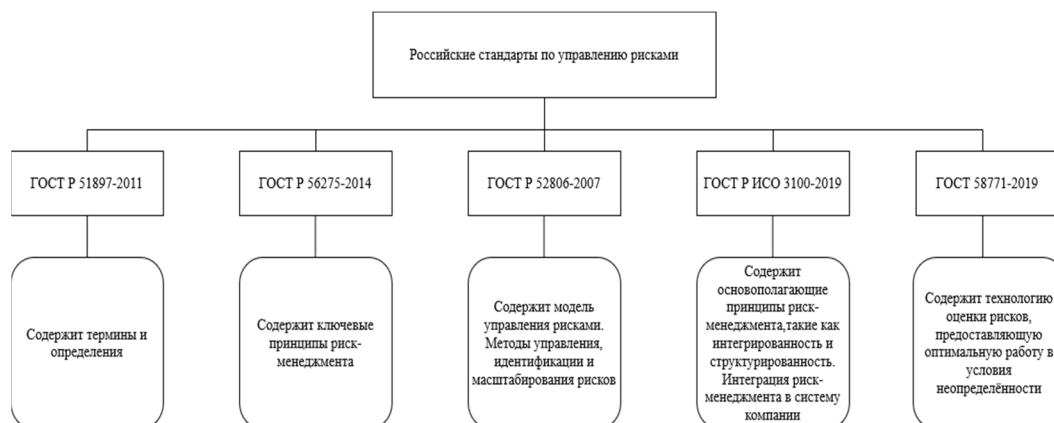 Российские стандарты по управлению рисками
ГОСТ Р 51897-2011
ГОСТ Р 56275-2014
ГОСТ Р 52806-2007
ГОСТ Р ИСО 3100-2019
ГОСТ 58771-2019
Содержит термины и
определения
Содержит ключевые
принципы риск-
менеджмента
Содержит модель
управления рисками.
Методы управления,
идентификации и
масштабирования рисков
Содержит
основополагающие
принципы риск-
менеджмента,такие как
интегрированность и
структурированность.
Интеграция риск-
менеджмента в систему
компании
Содержит технологию
оценки рисков,
предоставляющую
оптимальную работу в
условия
неопределённости